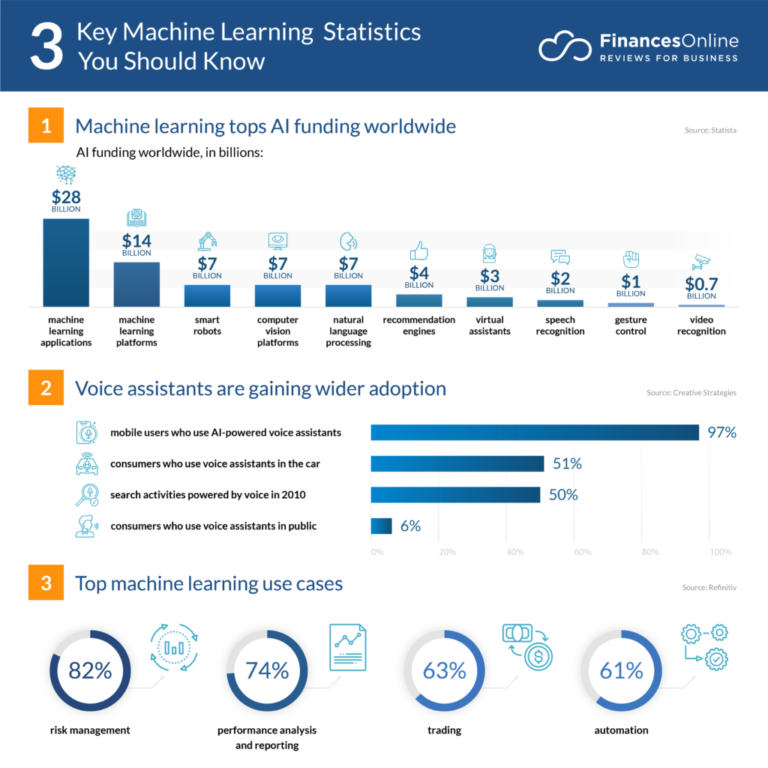 3 Key Machine Learning Statistics
You Should Know
FinancesOnline
REVIEWS FOR BUSINESS
1 Machine learning tops AI funding worldwide
Source: Statista
AI funding worldwide, in billions:
$28
BILLION
$14
BILLION
$7
BILLION
$7
BILLION
$7
BILLION
$4
BILLION
$3
BILLION
$2
BILLION
$1
BILLION
$0.7
BILLION
machine
learning
applications
machine
learning
platforms
smart
robots
computer
vision
platforms
natural
language
processing
recommendation
engines
virtual
assistants
speech
recognition
gesture
control
video
recognition
2 Voice assistants are gaining wider adoption
Source: Creative Strategies
mobile users who use AI-powered voice assistants 97%
consumers who use voice assistants in the car 51%
search activities powered by voice in 2010 50%
consumers who use voice assistants in public 6%
0% 20% 40% 60% 80% 100%
3 Top machine learning use cases
Source: Refinitiv
82%
risk management
74%
performance analysis
and reporting
63%
trading
61%
automation